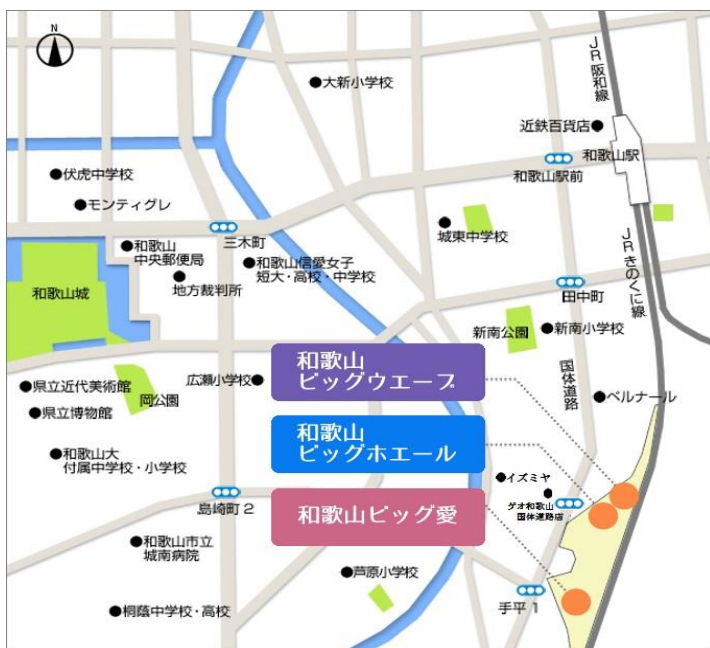 N
JR阪和線
大新小学校
近鉄百貨店
和歌山駅
和歌山駅前
伏虎中学校
モンティグレ
三木町
城東中学校
和歌山
中央郵便局
和歌山信愛女子
短大・高校・中学校
地方裁判所
JRきのくに線
和歌山城
田中町
新南公園
新南小学校
国体道路
和歌山
ビッグウエーブ
県立近代美術館
岡公園
広瀬小学校
ベルナール
県立博物館
和歌山
ビッグホエール
和歌山大
付属中学校・小学校
イズミヤ
島崎町2
和歌山ビッグ愛
ゲオ和歌山
国体道路店
和歌山市立
城南病院
芦原小学校
手平1
桐蔭中学校・高校